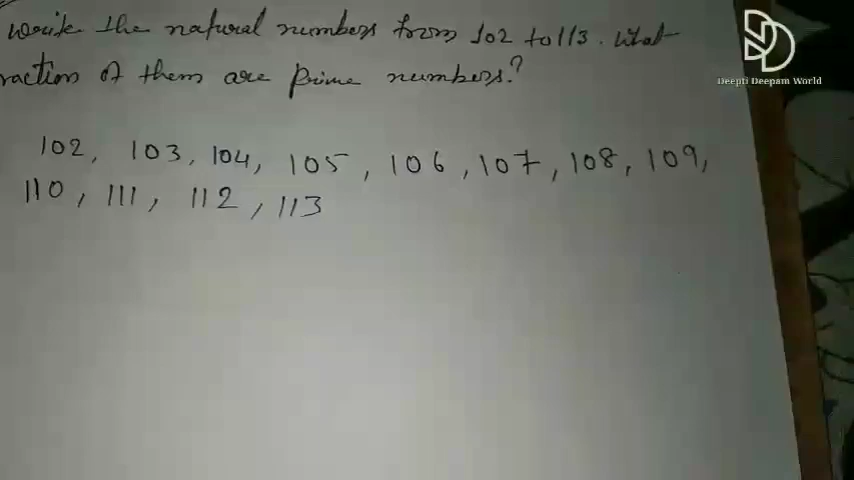 write the natural numbers from 102 to 113. what
raction of them are prime numbers?
102, 103, 104, 105, 106, 107, 108, 109,
110, 111, 112, 113
Deepti Deepam World